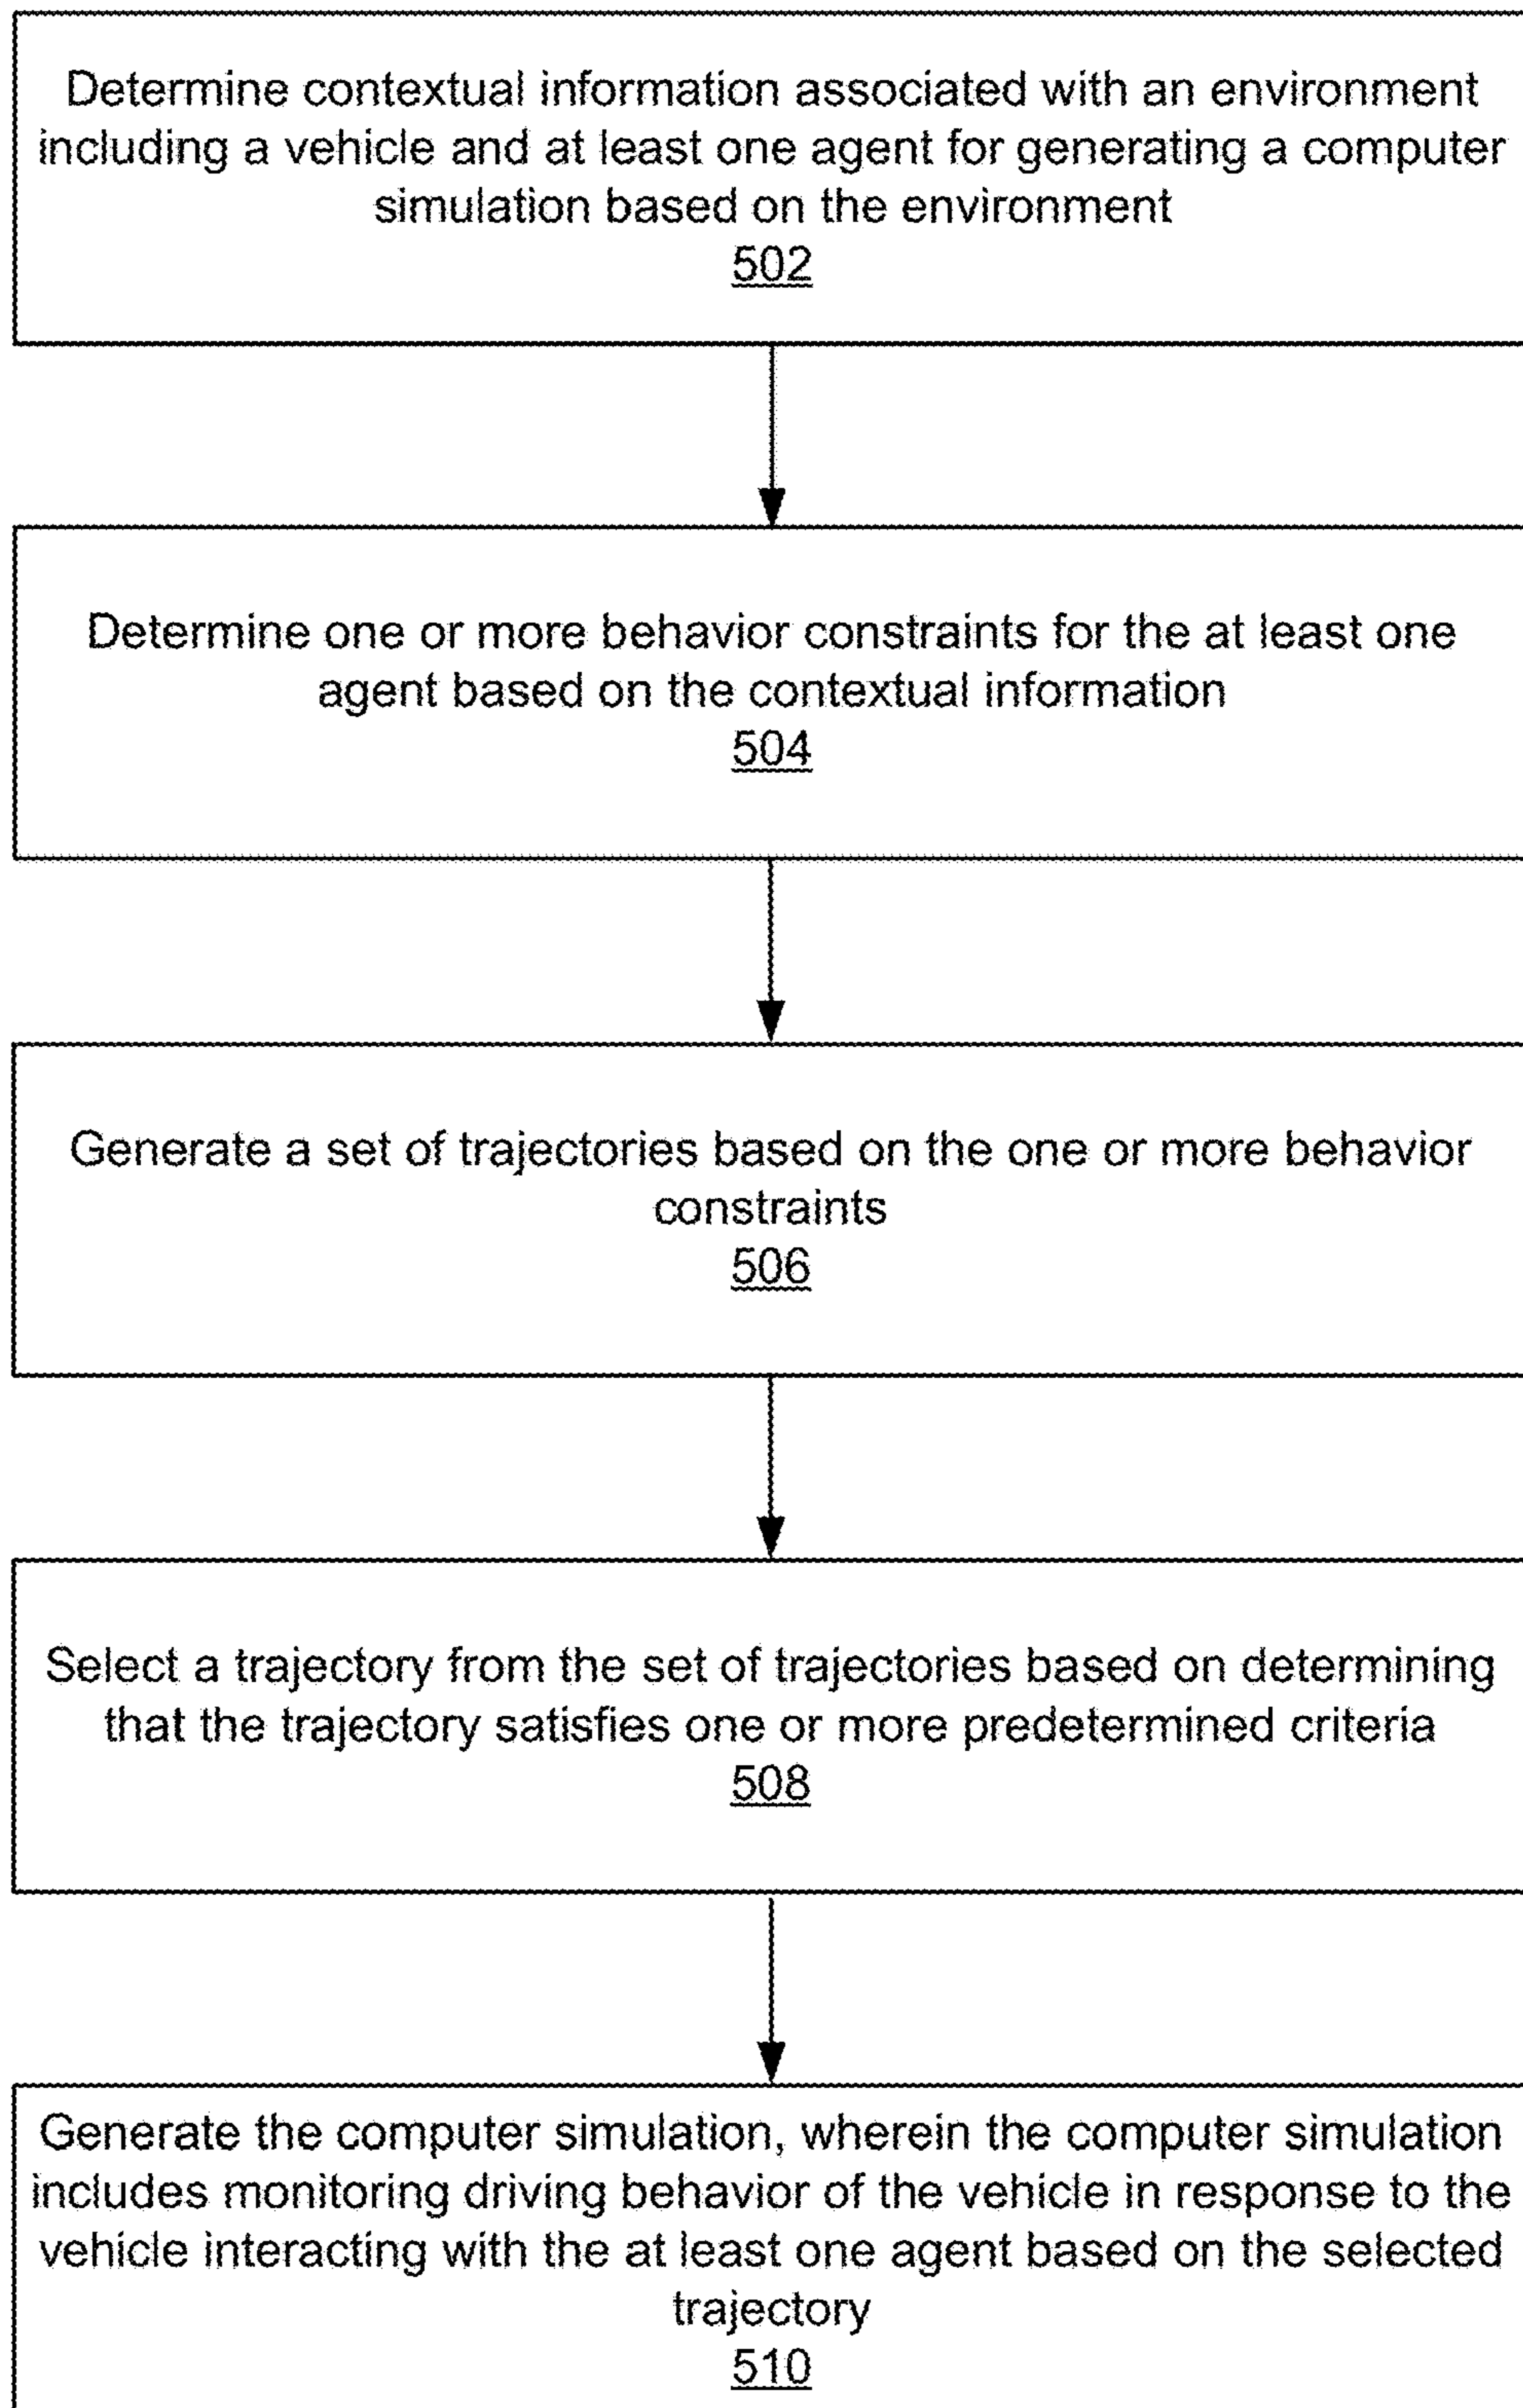 Determine contextual information associated with an environment
including a vehicle and at least one agent for generating a computer
simulation based on the environment
502
Determine one or more behavior constraints for the at least one
agent based on the contextual information
504
Generate a set of trajectories based on the one or more behavior
constraints
506
Select a trajectory from the set of trajectories based on determining
that the trajectory satisfies one or more predetermined criteria
508
Generate the computer simulation, wherein the computer simulation
includes monitoring driving behavior of the vehicle in response to the
vehicle interacting with the at least one agent based on the selected
trajectory
510